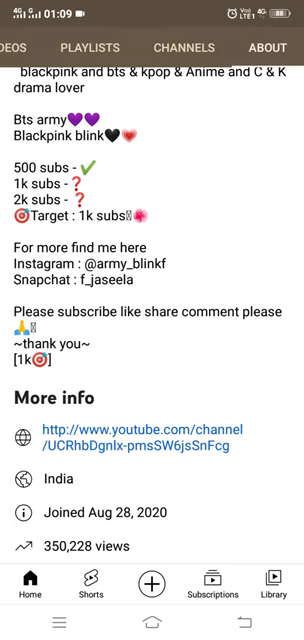 4G 4G 01:09 Vo LTE1 4G 88
DEOS PLAYLISTS CHANNELS ABOUT
blackpink and bts & kpop & Anime and C & K
drama lover
Bts army💜💜
Blackpink blink🖤💗
500 subs - ✅
1k subs -❓
2k subs - ❓
🎯Target : 1k subs🌺
For more find me here
Instagram : @army_blinkf
Snapchat : f_jaseela
Please subscribe like share comment please
🙏
~thank you~
[1k🎯]
More info
http://www.youtube.com/channel
/UCRhbDgnlx-pmsSW6jsSnFcg
India
Joined Aug 28, 2020
350,228 views
Home Shorts Subscriptions Library